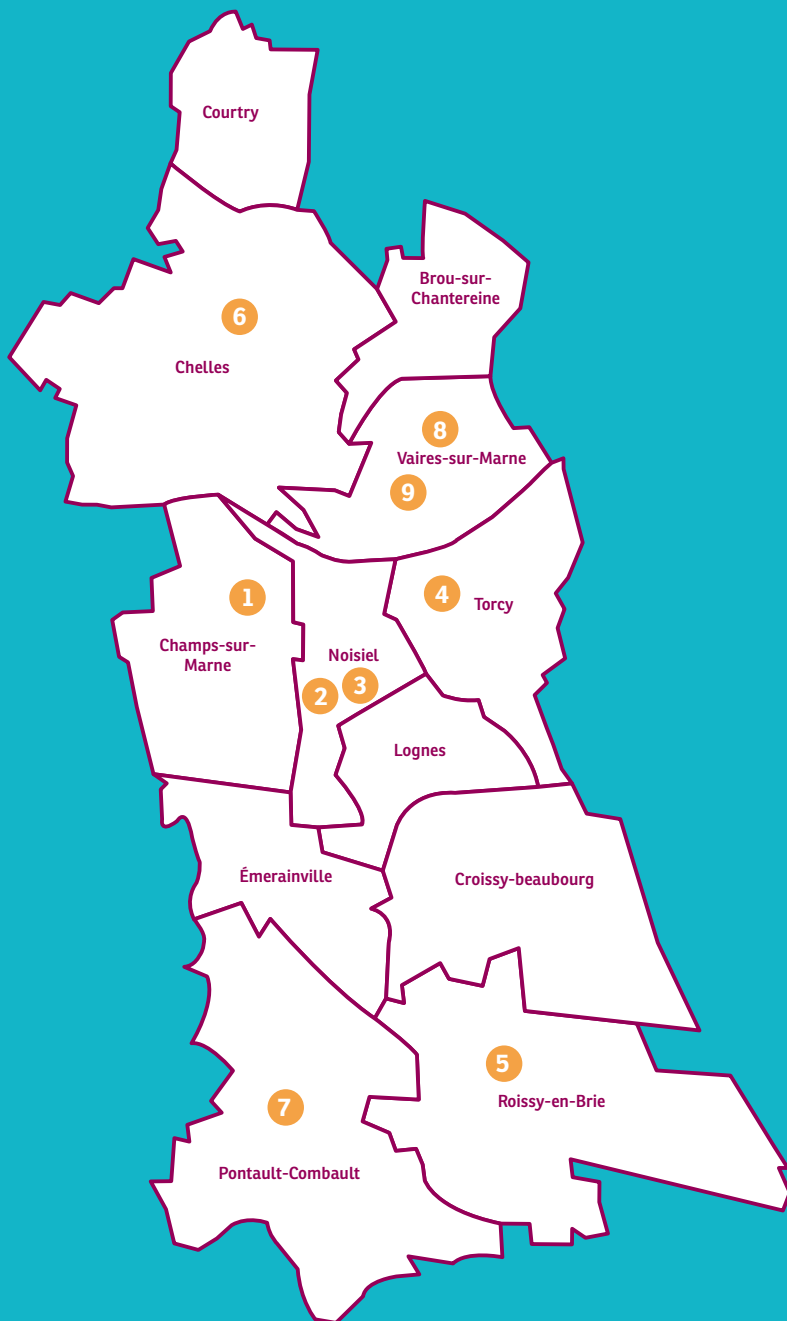 Courtry
Brou-sur-
Chantereine
6
Chelles
8
Vaires-sur-Marne
9
1
Champs-sur-
Marne
4
Torcy
Noisiel
2
3
Lognes
Émerainville
Croissy-beaubourg
5
Roissy-en-Brie
7
Pontault-Combault